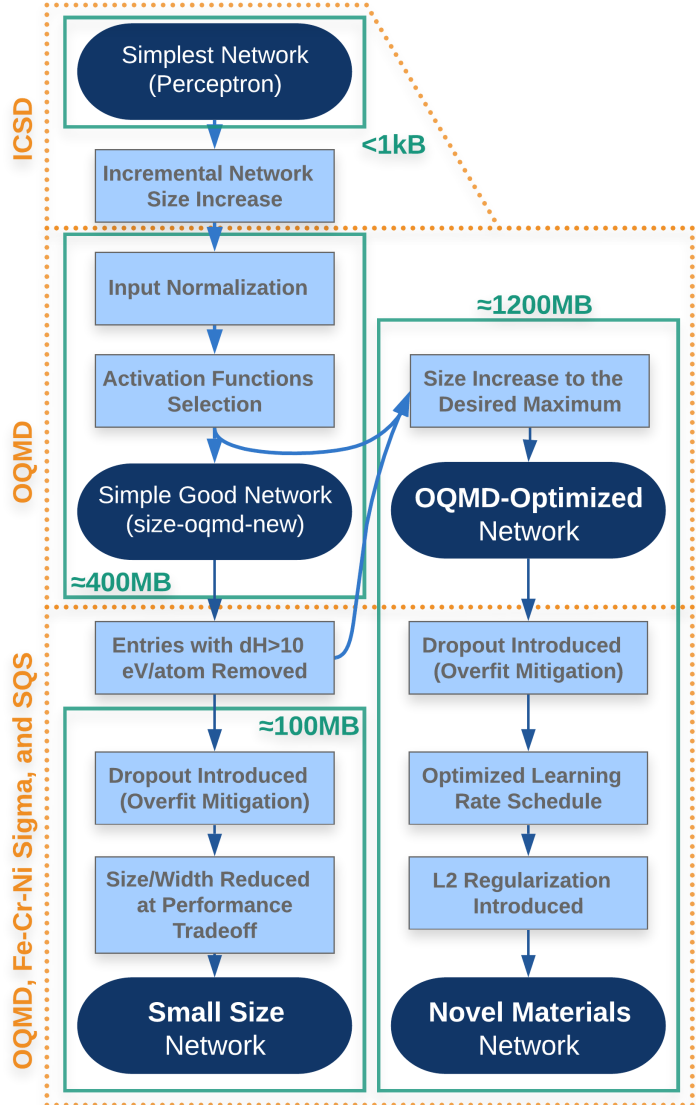 ICSD
Simplest Network
(Perceptron)
<1kB
Incremental Network
Size Increase
OQMD
Input Normalization
Activation Functions
Selection
Simple Good Network
(size-oqmd-new)
≈400MB
≈1200MB
Size Increase to the
Desired Maximum
OQMD-Optimized
Network
OQMD, Fe-Cr-Ni Sigma, and SQS
Entries with dH>10
eV/atom Removed
≈100MB
Dropout Introduced
(Overfit Mitigation)
Size/Width Reduced
at Performance
Tradeoff
Small Size
Network
Dropout Introduced
(Overfit Mitigation)
Optimized Learning
Rate Schedule
L2 Regularization
Introduced
Novel Materials
Network